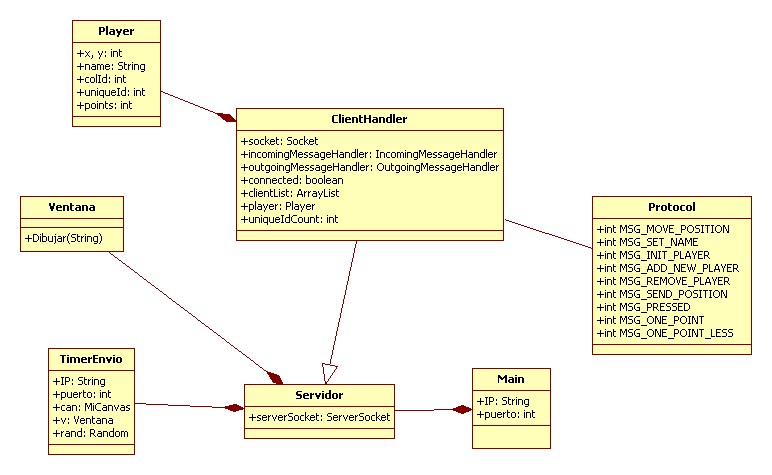 Player
+x, y: int
+name: String
+colId: int
+uniqueId: int
+points: int
ClientHandler
+socket: Socket
+incomingMessageHandler: IncomingMessageHandler
+outgoingMessageHandler: OutgoingMessageHandler
+connected: boolean
+clientList: ArrayList
+player: Player
+uniqueIdCount: int
Ventana
+Dibujar(String)
Protocol
+int MSG_MOVE_POSITION
+int MSG_SET_NAME
+int MSG_INIT_PLAYER
+int MSG_ADD_NEW_PLAYER
+int MSG_REMOVE_PLAYER
+int MSG_SEND_POSITION
+int MSG_PRESSED
+int MSG_ONE_POINT
+int MSG_ONE_POINT_LESS
TimerEnvio
+IP: String
+puerto: int
+can: MiCanvas
+v: Ventana
+rand: Random
Servidor
+serverSocket: ServerSocket
Main
+IP: String
+puerto: int